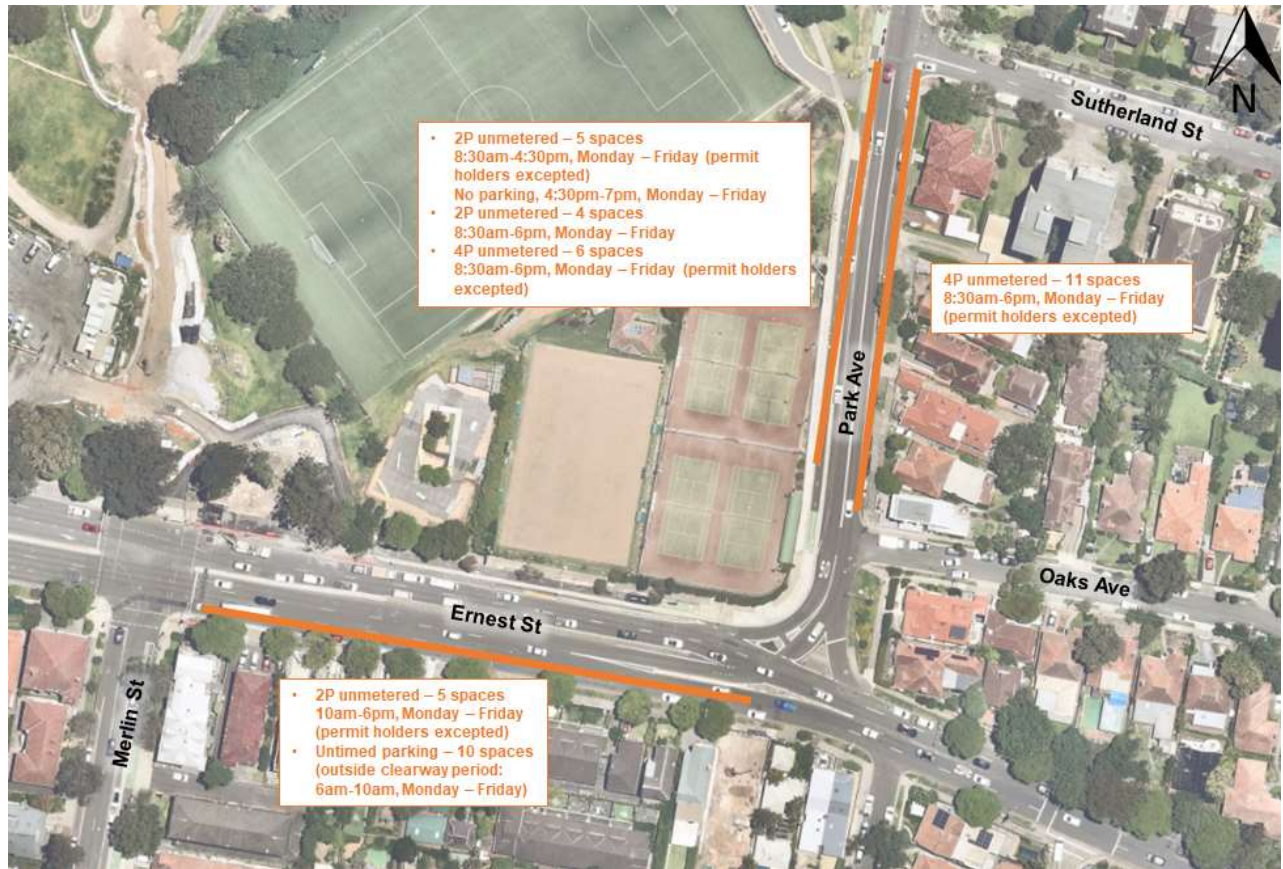 N
Sutherland St
• 2P unmetered – 5 spaces
8:30am-4:30pm, Monday – Friday (permit
holders excepted)
No parking, 4:30pm-7pm, Monday – Friday
• 2P unmetered – 4 spaces
8:30am-6pm, Monday – Friday
• 4P unmetered – 6 spaces
8:30am-6pm, Monday – Friday (permit holders
excepted)
4P unmetered – 11 spaces
8:30am-6pm, Monday – Friday
(permit holders excepted)
Park Ave
Oaks Ave
Ernest St
Merlin St
• 2P unmetered – 5 spaces
10am-6pm, Monday – Friday
(permit holders excepted)
• Untimed parking – 10 spaces
(outside clearway period:
6am-10am, Monday – Friday)